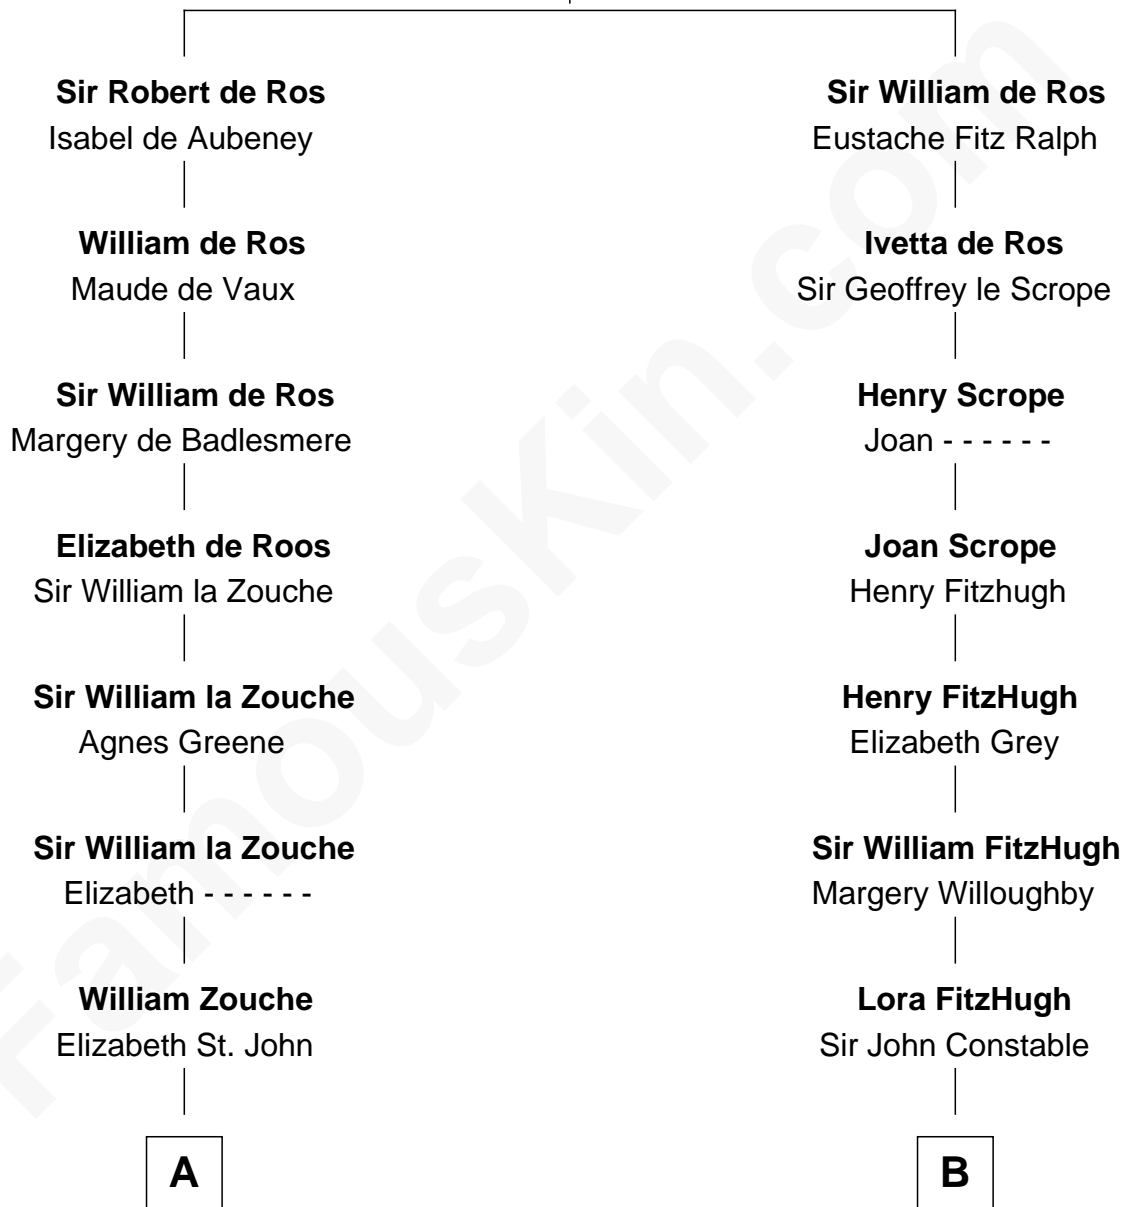 Sir Robert de Ros
Isabel de Aubeney
William de Ros
Maude de Vaux
Sir William de Ros
Margery de Badlesmere
Elizabeth de Roos
Sir William la Zouche
Sir William la Zouche
Agnes Greene
Sir William la Zouche
Elizabeth - - - - - -
William Zouche
Elizabeth St. John
A
Sir William de Ros
Eustache Fitz Ralph
Ivetta de Ros
Sir Geoffrey le Scrope
Henry Scrope
Joan - - - - - -
Joan Scrope
Henry Fitzhugh
Henry FitzHugh
Elizabeth Grey
Sir William FitzHugh
Margery Willoughby
Lora FitzHugh
Sir John Constable
B
FamousKin.com